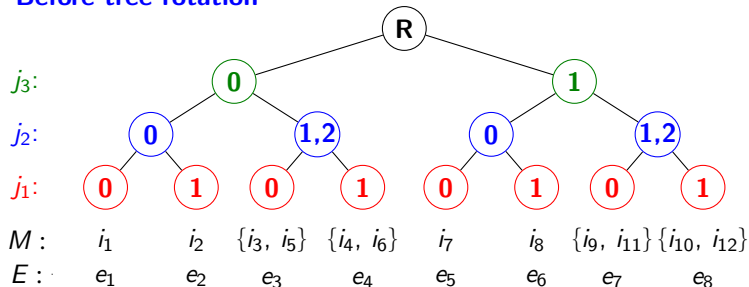 Before tree rotation
R
j₃: 0 1
j₂: 0 1,2 0 1,2
j₁: 0 1 0 1 0 1 0 1
M : i₁ i₂ {i₃, i₅} {i₄, i₆} i₇ i₈ {i₉, i₁₁} {i₁₀, i₁₂}
E : e₁ e₂ e₃ e₄ e₅ e₆ e₇ e₈